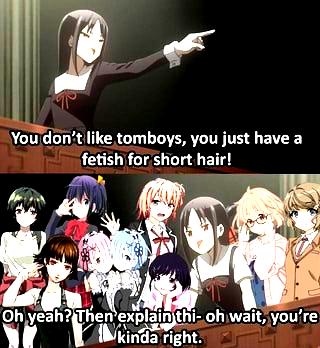 You don't like tomboys, you just have a
fetish for short hair!
Oh yeah? Then explain thi- oh wait, you're
kinda right.